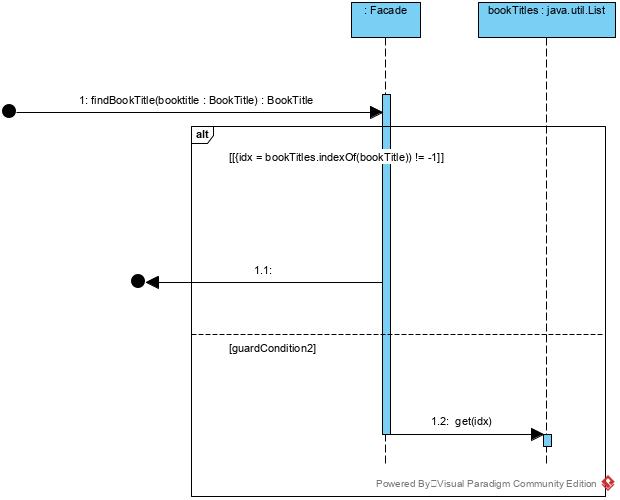 : Facade
bookTitles : java.util.List
1: findBookTitle(booktitle : BookTitle) : BookTitle
alt
[[{idx = bookTitles.indexOf(bookTitle)) != -1]]
1.1:
[guardCondition2]
1.2: get(idx)
Powered By Visual Paradigm Community Edition